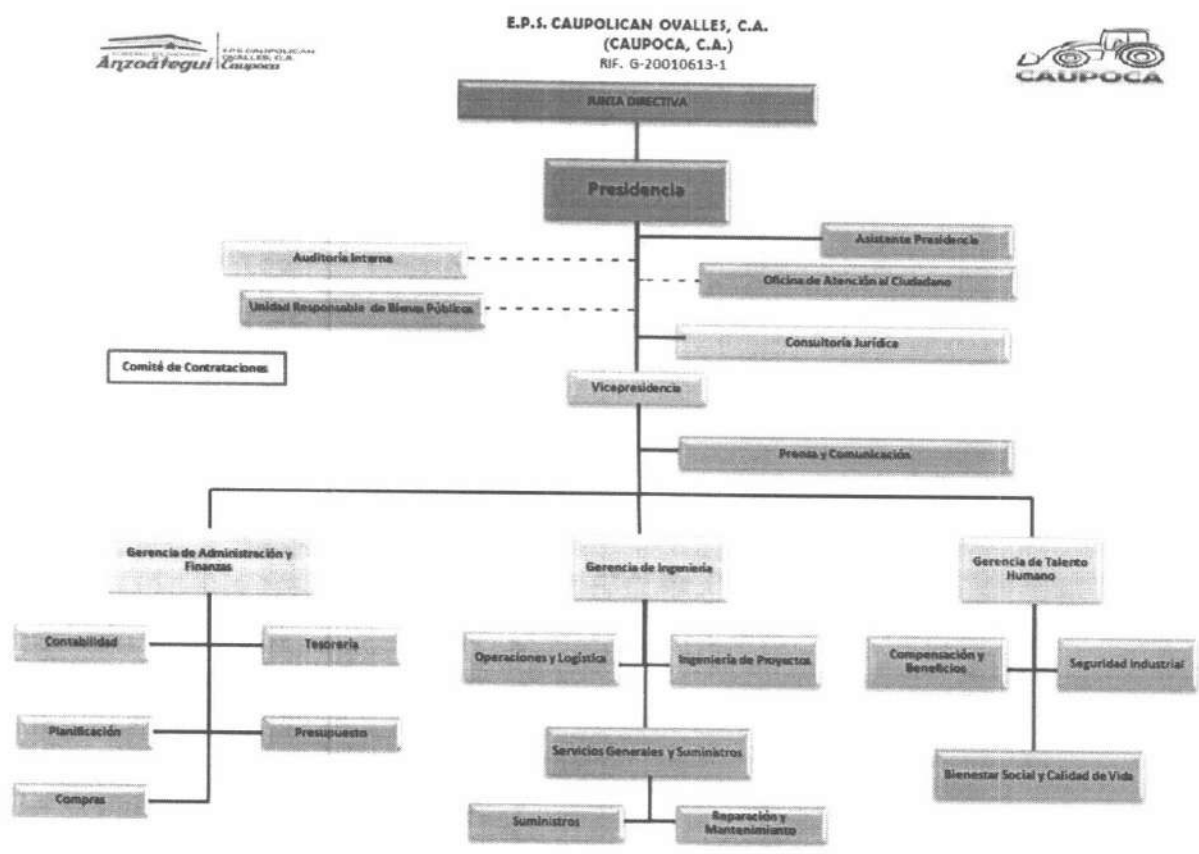 E.P.S. CAUPOLICAN OVALLES, C.A.
(CAUPOCA, C.A.)
RIF. G-20010613-1
Anzoátegui
E.P.S CAUPOLICAN
OVALLES, C.A.
Caupoca
CAUPOCA
JUNTA DIRECTIVA
Presidencia
Asistente Presidencia
Auditoría Interna
Oficina de Atención al Ciudadano
Unidad Responsable de Bienes Públicos
Consultoría Jurídica
Comité de Contrataciones
Vicepresidencia
Prensa y Comunicación
Gerencia de Administración y
Finanzas
Gerencia de Ingeniería
Gerencia de Talento
Humano
Contabilidad
Tesorería
Operaciones y Logística
Ingeniería de Proyectos
Compensación y
Beneficios
Seguridad Industrial
Planificación
Presupuesto
Servicios Generales y Suministros
Bienestar Social y Calidad de Vida
Compras
Suministros
Reparación y
Mantenimiento